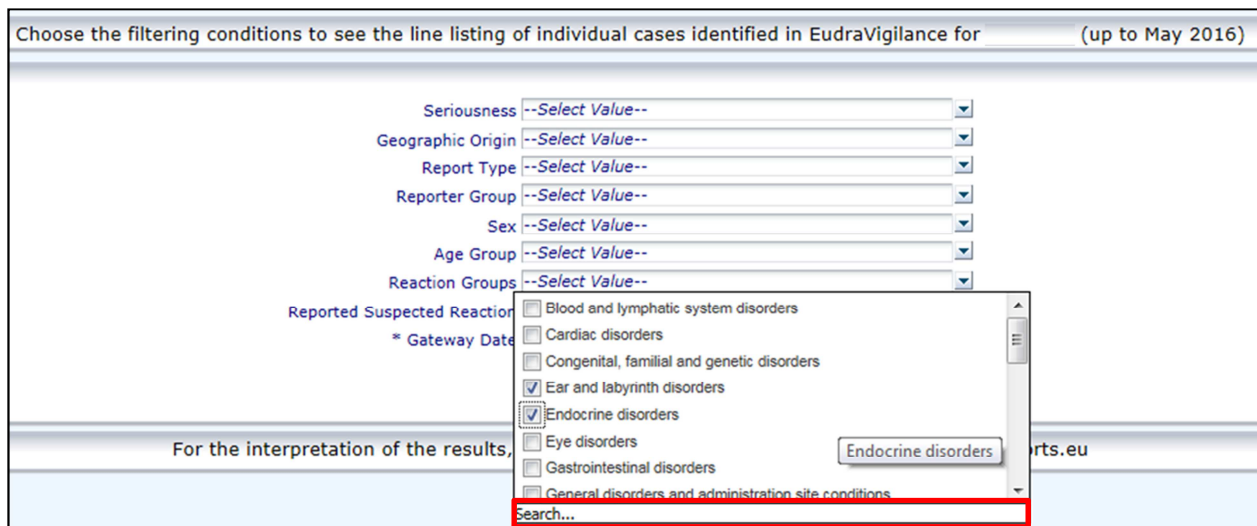 Choose the filtering conditions to see the line listing of individual cases identified in EudraVigilance for (up to May 2016)
Seriousness --Select Value--
Geographic Origin --Select Value--
Report Type --Select Value--
Reporter Group --Select Value--
Sex --Select Value--
Age Group --Select Value--
Reaction Groups --Select Value--
Reported Suspected Reaction
* Gateway Date
Blood and lymphatic system disorders
Cardiac disorders
Congenital, familial and genetic disorders
Ear and labyrinth disorders
Endocrine disorders
Eye disorders
Endocrine disorders
Gastrointestinal disorders
General disorders and administration site conditions
Search...
For the interpretation of the results, rts.eu